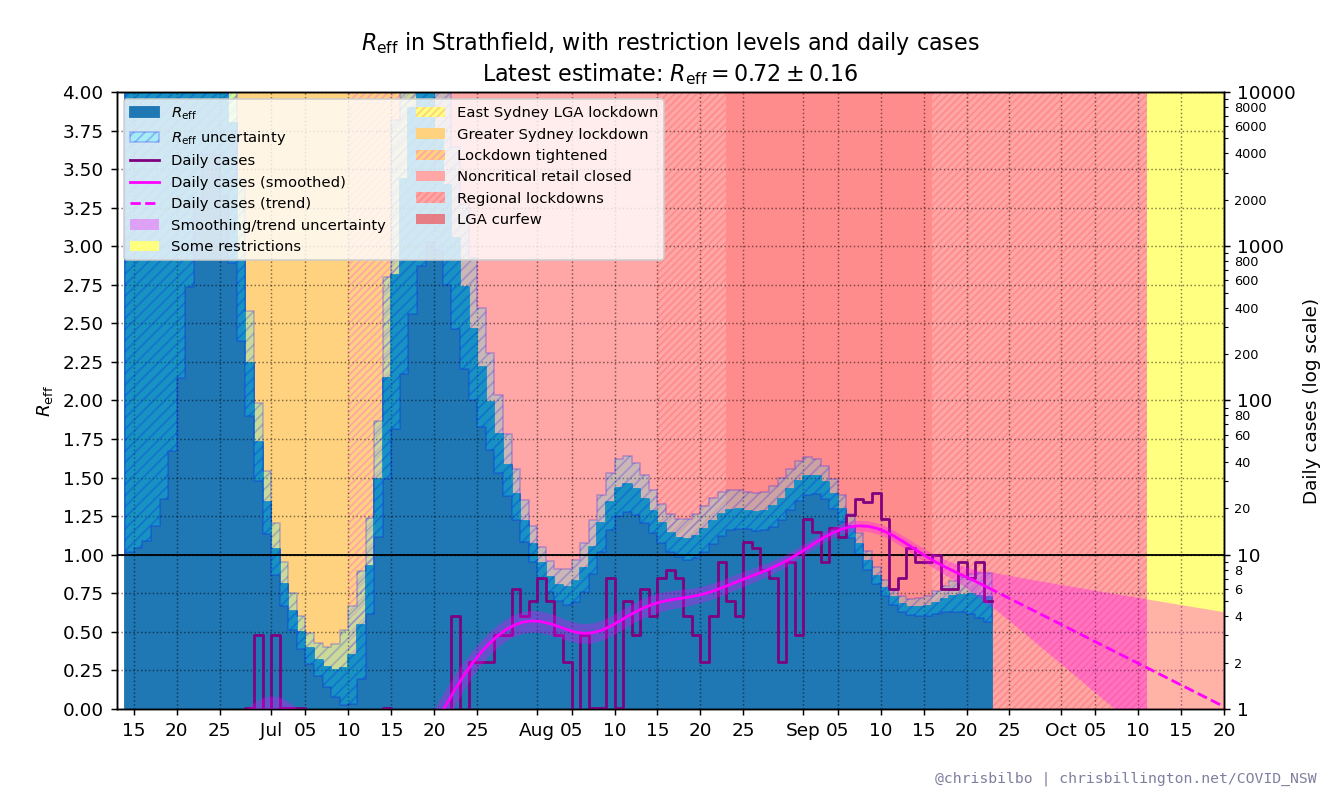 Reff in Strathfield, with restriction levels and daily cases
Latest estimate: Reff = 0.72 ± 0.16
4.00
3.75
3.50
3.25
3.00
2.75
2.50
2.25
2.00
1.75
1.50
1.25
1.00
0.75
0.50
0.25
0.00
Reff
Reff
Reff uncertainty
Daily cases
Daily cases (smoothed)
Daily cases (trend)
Smoothing/trend uncertainty
Some restrictions
East Sydney LGA lockdown
Greater Sydney lockdown
Lockdown tightened
Noncritical retail closed
Regional lockdowns
LGA curfew
10000
8000
6000
4000
2000
1000
800
600
400
200
100
80
60
40
20
10
8
6
4
2
1
Daily cases (log scale)
15 20 25 Jul 05 10 15 20 25 Aug 05 10 15 20 25 Sep 05 10 15 20 25 Oct 05 10 15 20
@chrisbilbo | chrisbillington.net/COVID_NSW